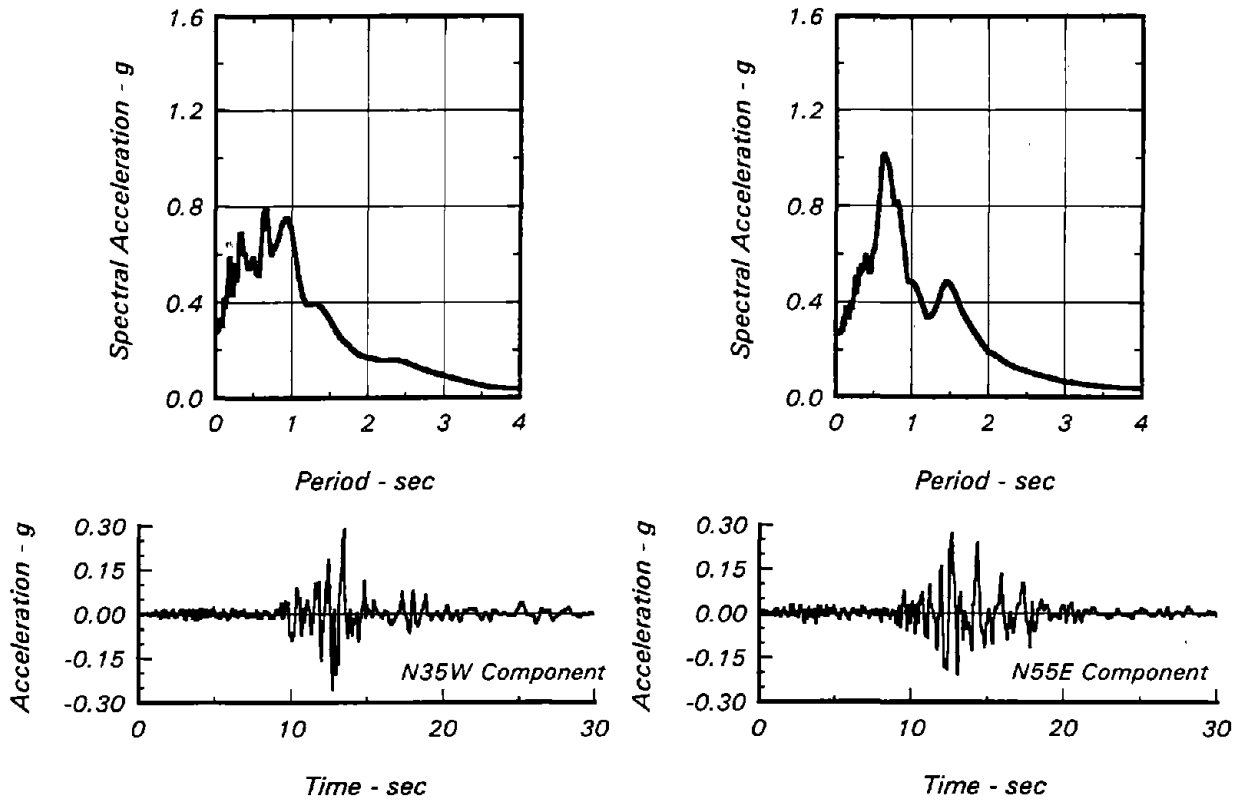 1.6
1.2
0.8
0.4
0.0
Spectral Acceleration - g
0 1 2 3 4
Period - sec
1.6
1.2
0.8
0.4
0.0
Spectral Acceleration - g
0 1 2 3 4
Period - sec
0.30
0.15
0.00
-0.15
-0.30
Acceleration - g
N35W Component
0 10 20 30
Time - sec
0.30
0.15
0.00
-0.15
-0.30
Acceleration - g
N55E Component
0 10 20 30
Time - sec